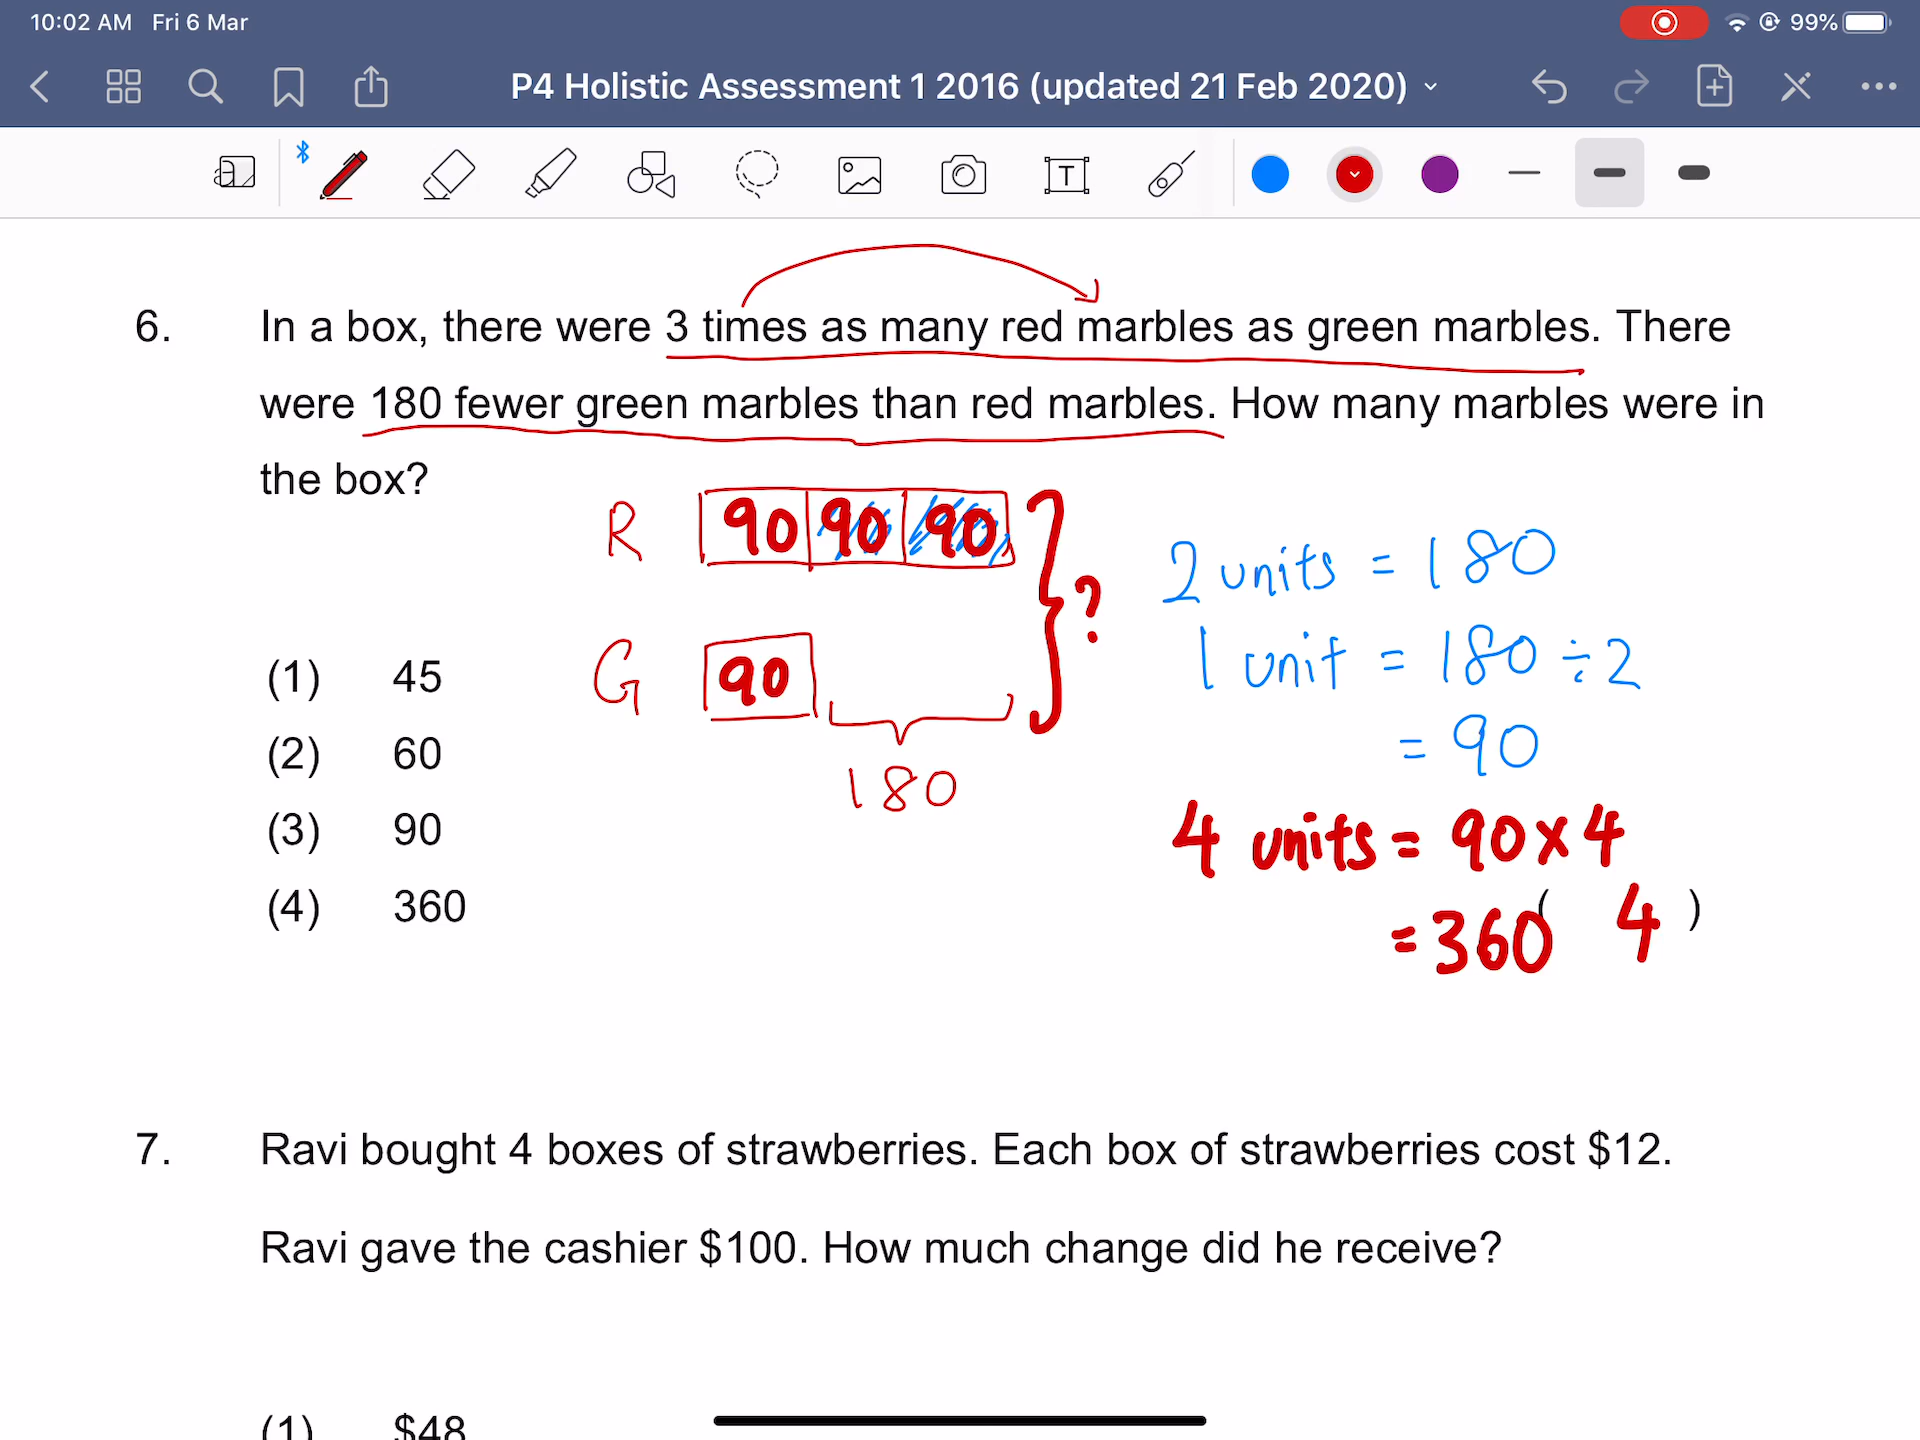 10:02 AM Fri 6 Mar 99%
P4 Holistic Assessment 1 2016 (updated 21 Feb 2020)
6. In a box, there were 3 times as many red marbles as green marbles. There
were 180 fewer green marbles than red marbles. How many marbles were in
the box?
R 90 90 90
?
G 90
180
2 units = 180
1 unit = 180 ÷ 2
= 90
4 units = 90 x 4
= 360
(1) 45
(2) 60
(3) 90
(4) 360
( 4 )
7. Ravi bought 4 boxes of strawberries. Each box of strawberries cost $12.
Ravi gave the cashier $100. How much change did he receive?
(1) $48